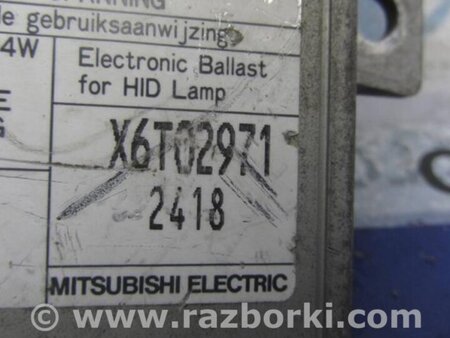 de gebruiksaanwijzing
4W
Electronic Ballast
for HID Lamp
E
G
X6T02971
2418
MITSUBISHI ELECTRIC
© www.razborki.com